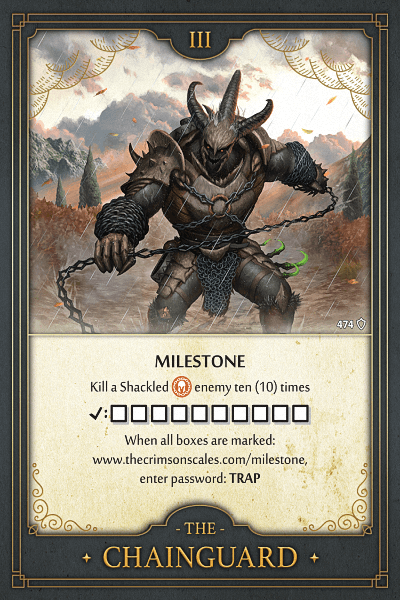 III
474
MILESTONE
Kill a Shackled enemy ten (10) times
When all boxes are marked:
www.thecrimsonscales.com/milestone,
enter password: TRAP
- THE -
CHAINGUARD